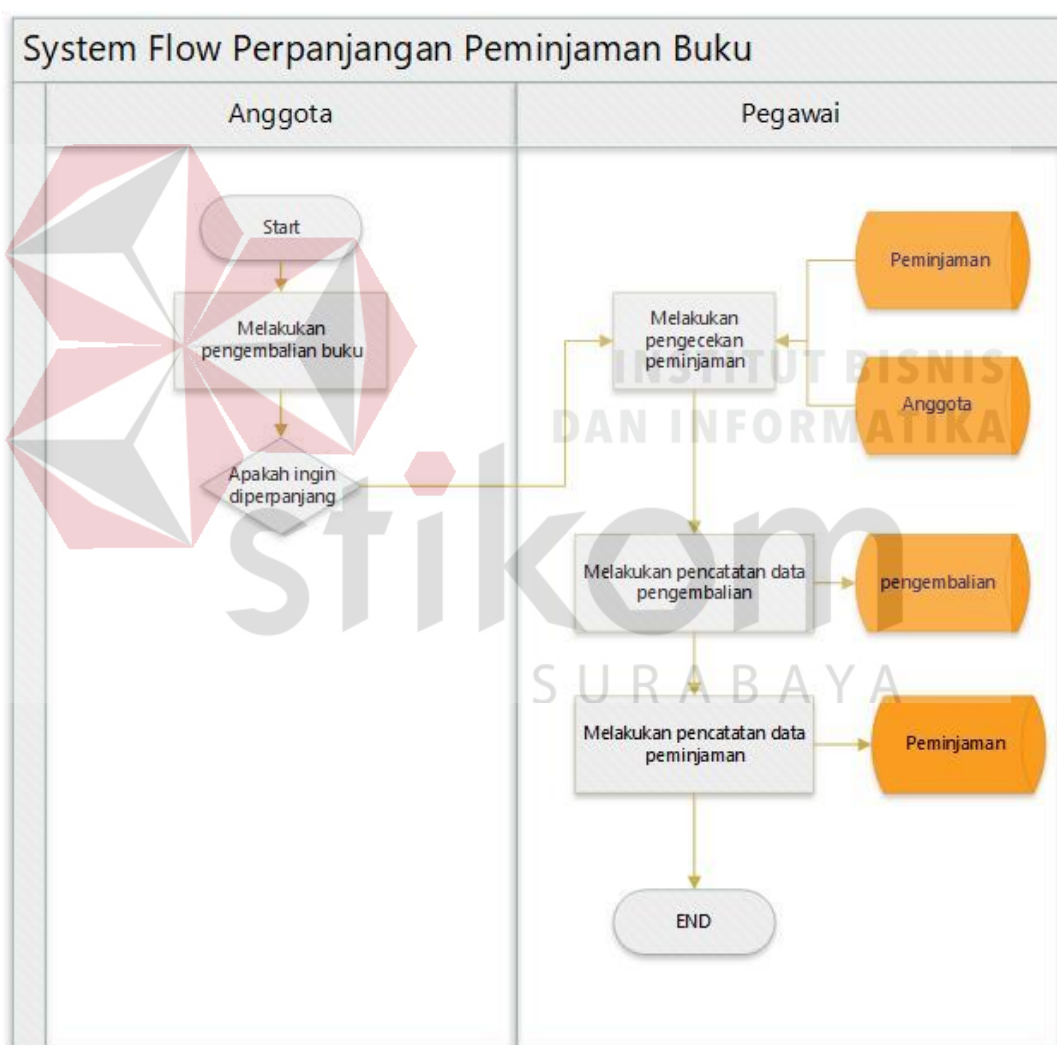 System Flow Perpanjangan Peminjaman Buku
Anggota
Pegawai
Start
Melakukan
pengembalian buku
Apakah ingin
diperpanjang
Melakukan
pengecekan
peminjaman
Peminjaman
Anggota
Melakukan pencatatan data
pengembalian
pengembalian
Melakukan pencatatan data
peminjaman
Peminjaman
END
INSTITUT BISNIS
DAN INFORMATIKA
stikom
SURABAYA